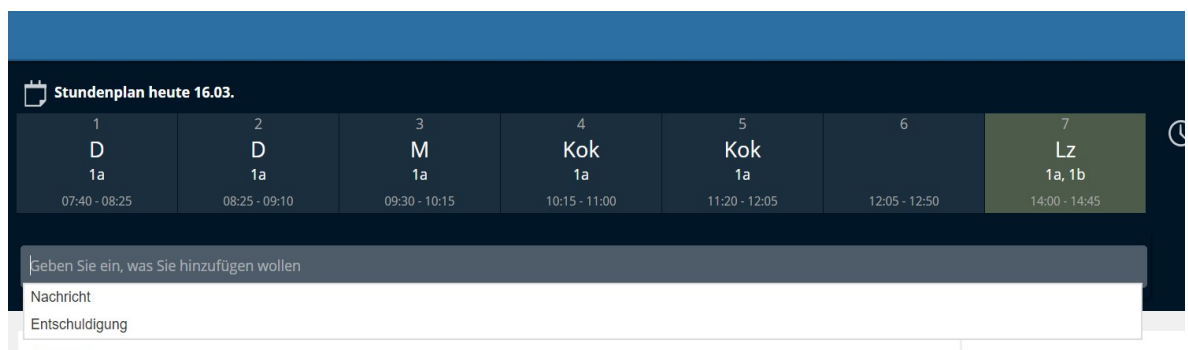 Stundenplan heute 16.03.
1 2 3 4 5 6 7
D D M Kok Kok Lz
1a 1a 1a 1a 1a 1a, 1b
07:40 - 08:25 08:25 - 09:10 09:30 - 10:15 10:15 - 11:00 11:20 - 12:05 12:05 - 12:50 14:00 - 14:45
Geben Sie ein, was Sie hinzufügen wollen
Nachricht
Entschuldigung